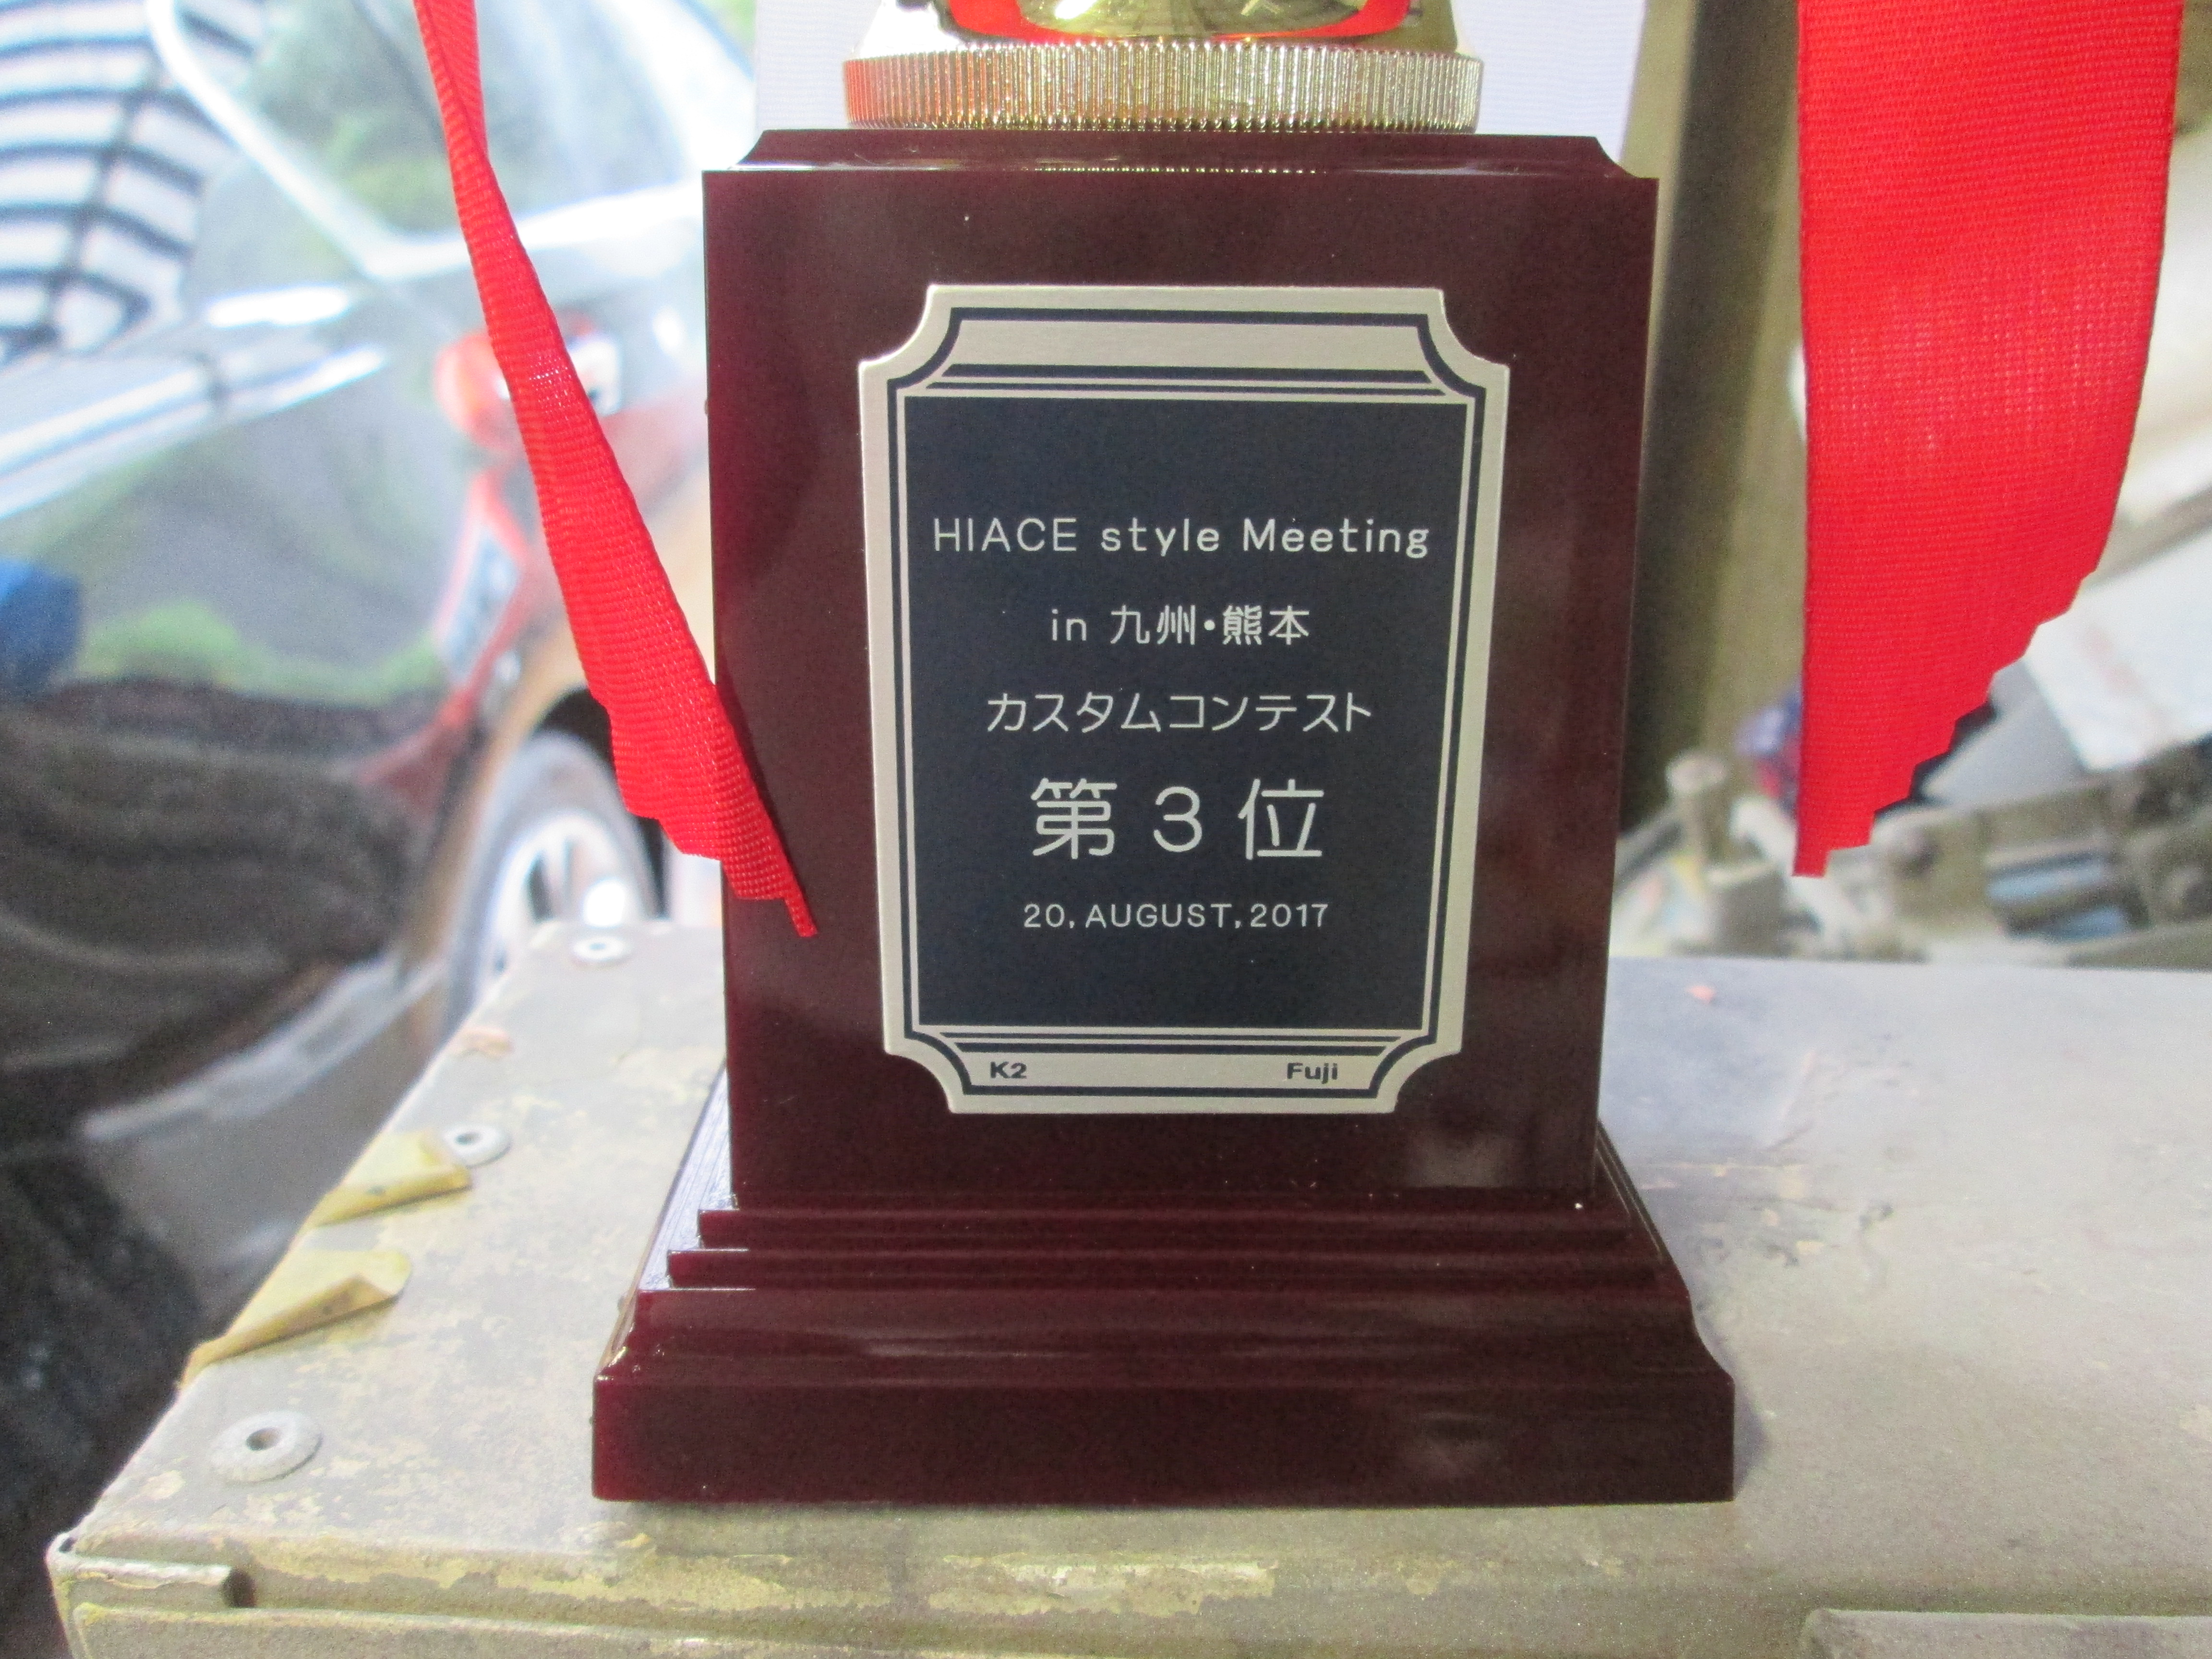 HIACE style Meeting
in 九州・熊本
カスタムコンテスト
第3位
20, AUGUST, 2017
K2 Fuji